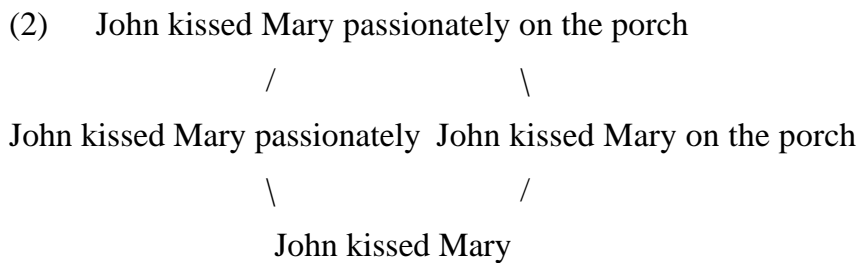 (2) John kissed Mary passionately on the porch
/ \
John kissed Mary passionately John kissed Mary on the porch
\ /
John kissed Mary